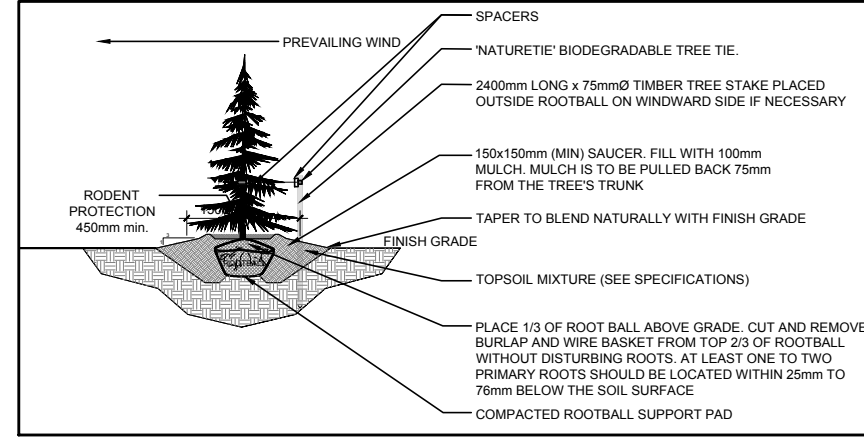 SPACERS
PREVAILING WIND
'NATURETIE' BIODEGRADABLE TREE TIE.
2400mm LONG x 75mmØ TIMBER TREE STAKE PLACED
OUTSIDE ROOTBALL ON WINDWARD SIDE IF NECESSARY
150x150mm (MIN) SAUCER. FILL WITH 100mm
MULCH. MULCH IS TO BE PULLED BACK 75mm
FROM THE TREE'S TRUNK
RODENT
PROTECTION
450mm min.
TAPER TO BLEND NATURALLY WITH FINISH GRADE
FINISH GRADE
TOPSOIL MIXTURE (SEE SPECIFICATIONS)
PLACE 1/3 OF ROOT BALL ABOVE GRADE. CUT AND REMOVE
BURLAP AND WIRE BASKET FROM TOP 2/3 OF ROOTBALL
WITHOUT DISTURBING ROOTS. AT LEAST ONE TO TWO
PRIMARY ROOTS SHOULD BE LOCATED WITHIN 25mm TO
76mm BELOW THE SOIL SURFACE
COMPACTED ROOTBALL SUPPORT PAD